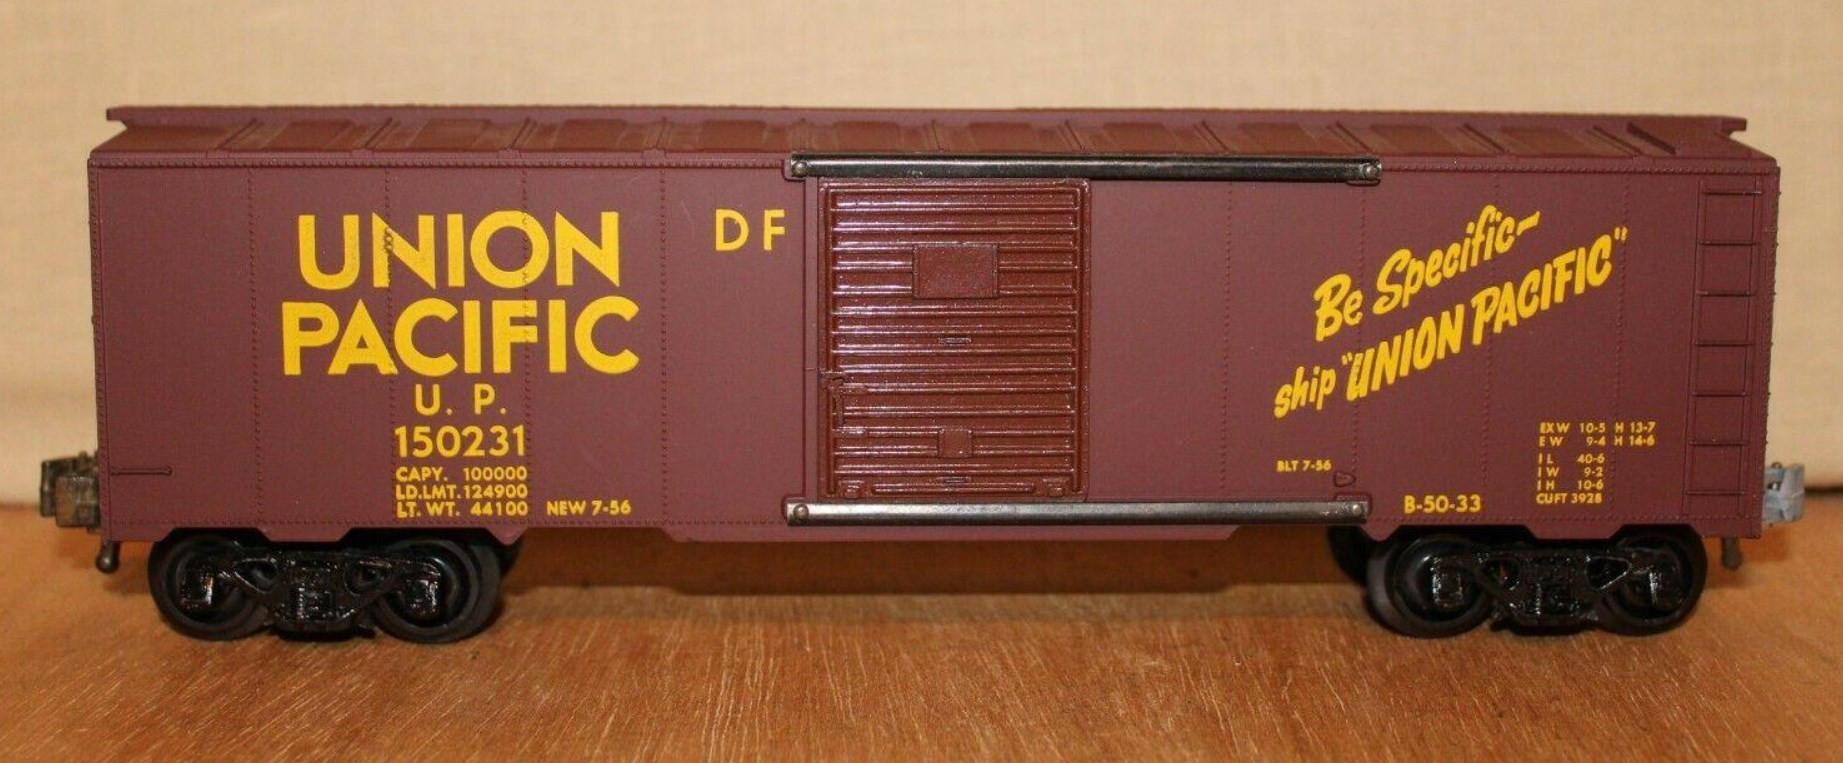 UNION
PACIFIC
U. P.
150231
CAPY. 100000
LD.LMT. 124900
LT. WT. 44100 NEW 7-56
DF
Be Specific-
ship "UNION PACIFIC"
BLT 7-56
B-50-33
EXW 10-5 H 13-7
EW 9-4 H 14-6
IL 40-6
IW 9-2
IH 10-6
CUFT 3928